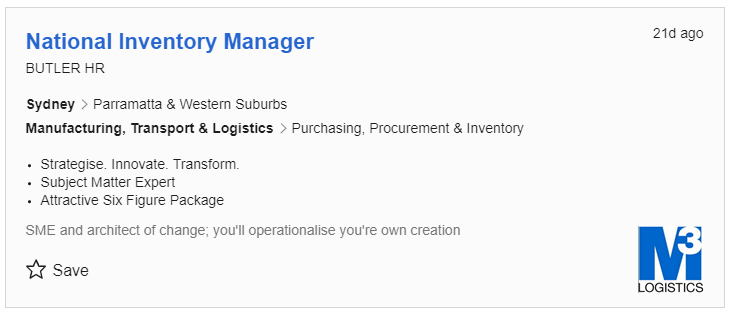 National Inventory Manager
21d ago
BUTLER HR
Sydney > Parramatta & Western Suburbs
Manufacturing, Transport & Logistics > Purchasing, Procurement & Inventory
• Strategise. Innovate. Transform.
• Subject Matter Expert
• Attractive Six Figure Package
SME and architect of change; you'll operationalise you're own creation
Save
M3
LOGISTICS